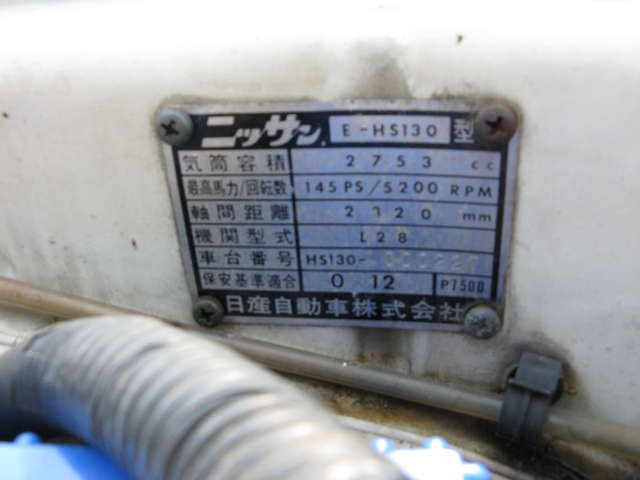 ニッサン E-HS130 型
気筒容積 2753 cc
最高馬力/回転数 145PS/5200RPM
軸間距離 2320 mm
機関型式 L28
車台番号 HS130-
保安基準適合 0 12 P7500
日産自動車株式会社